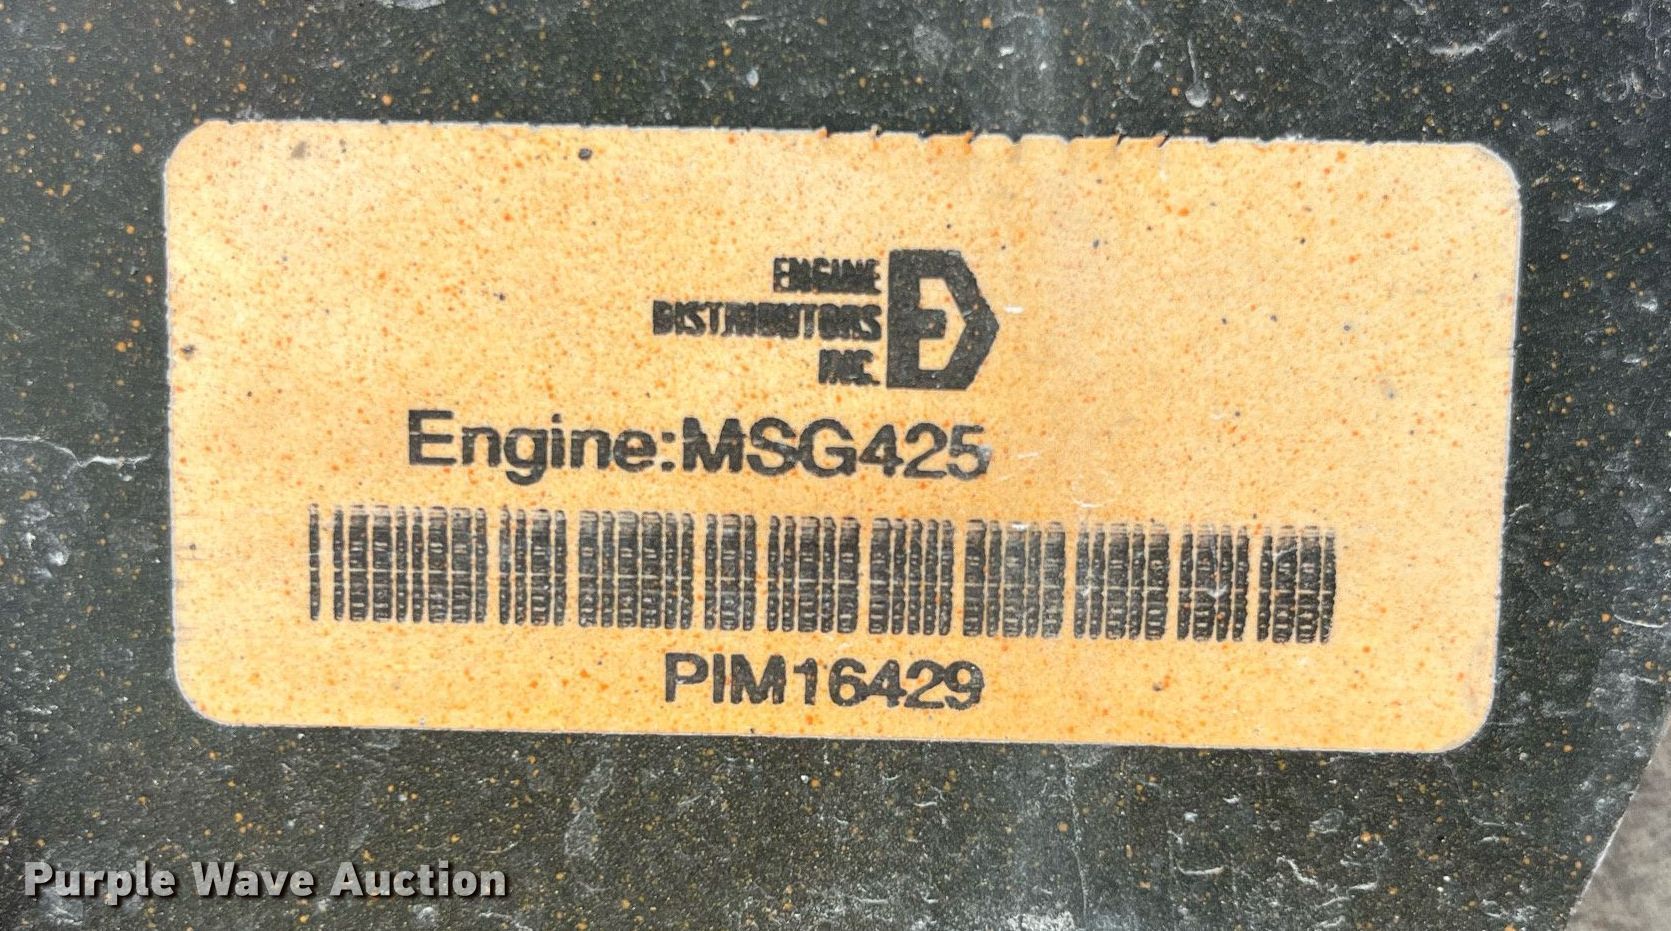 ENGINE
DISTRIBUTORS
INC.
Engine:MSG425
PIM16429
Purple Wave Auction